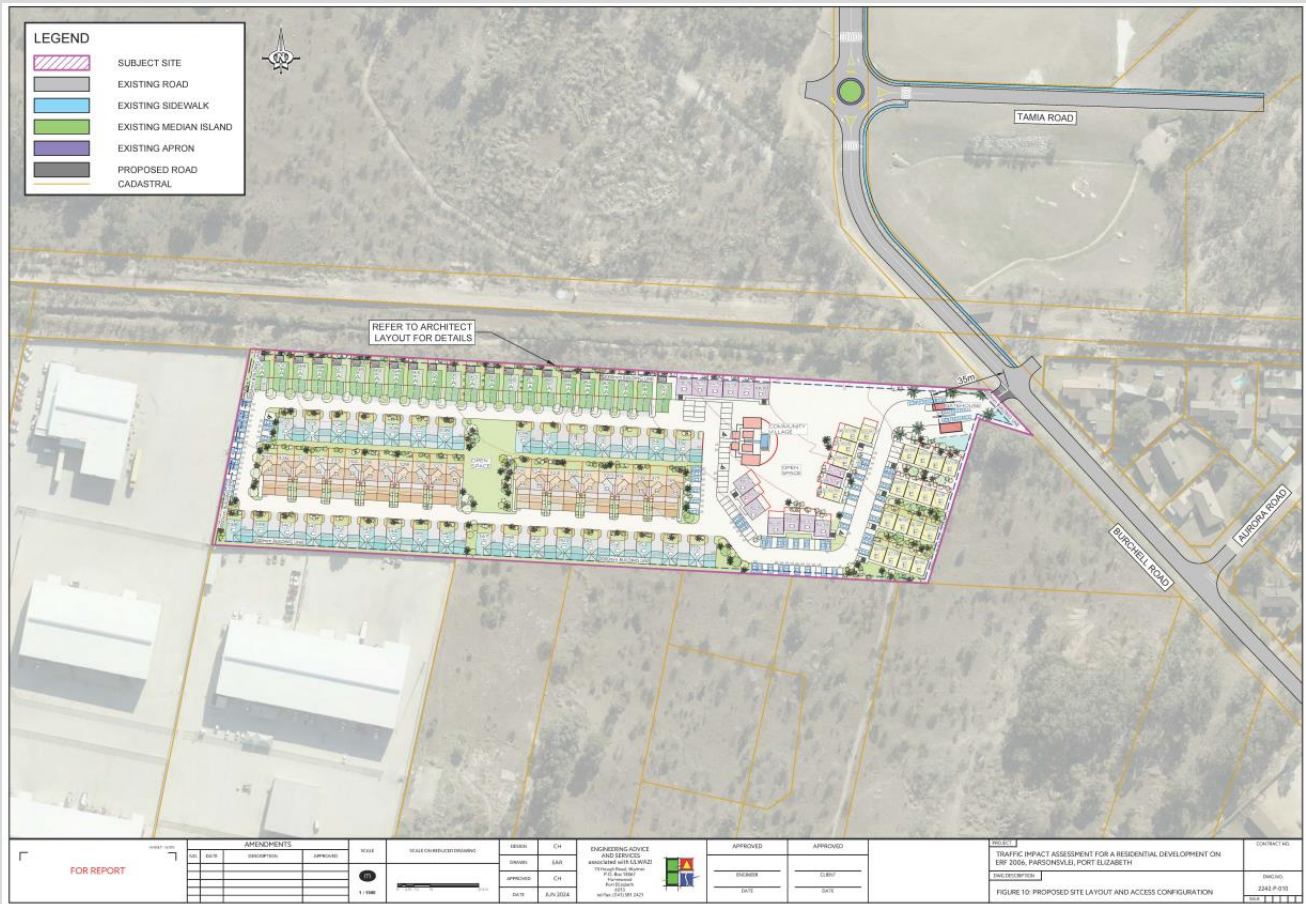 LEGEND
SUBJECT SITE
EXISTING ROAD
EXISTING SIDEWALK
EXISTING MEDIAN ISLAND
EXISTING APRON
PROPOSED ROAD
CADASTRAL
N
TAMIA ROAD
REFER TO ARCHITECT
LAYOUT FOR DETAILS
35m
GATEHOUSE
COMMUNITY
VILLAGE
OPEN
SPACE
OPEN
SPACE
BURCHELL ROAD
AURORA ROAD
FOR REPORT
AMENDMENTS
NO.
DATE
DESCRIPTION
APPROVED
SCALE
SCALE ON REDUCED DRAWING
DESIGN
CH
DRAWN
EAR
APPROVED
CH
DATE
JUN 2024
ENGINEERING ADVICE
AND SERVICES
associated with ULWAZI
APPROVED
ENGINEER
DATE
APPROVED
CLIENT
DATE
PROJECT
TRAFFIC IMPACT ASSESSMENT FOR A RESIDENTIAL DEVELOPMENT ON
ERF 2006, PARSONSVLEI, PORT ELIZABETH
DWG DESCRIPTION
FIGURE 10: PROPOSED SITE LAYOUT AND ACCESS CONFIGURATION
CONTRACT NO.
DWG NO.
2242-P-010